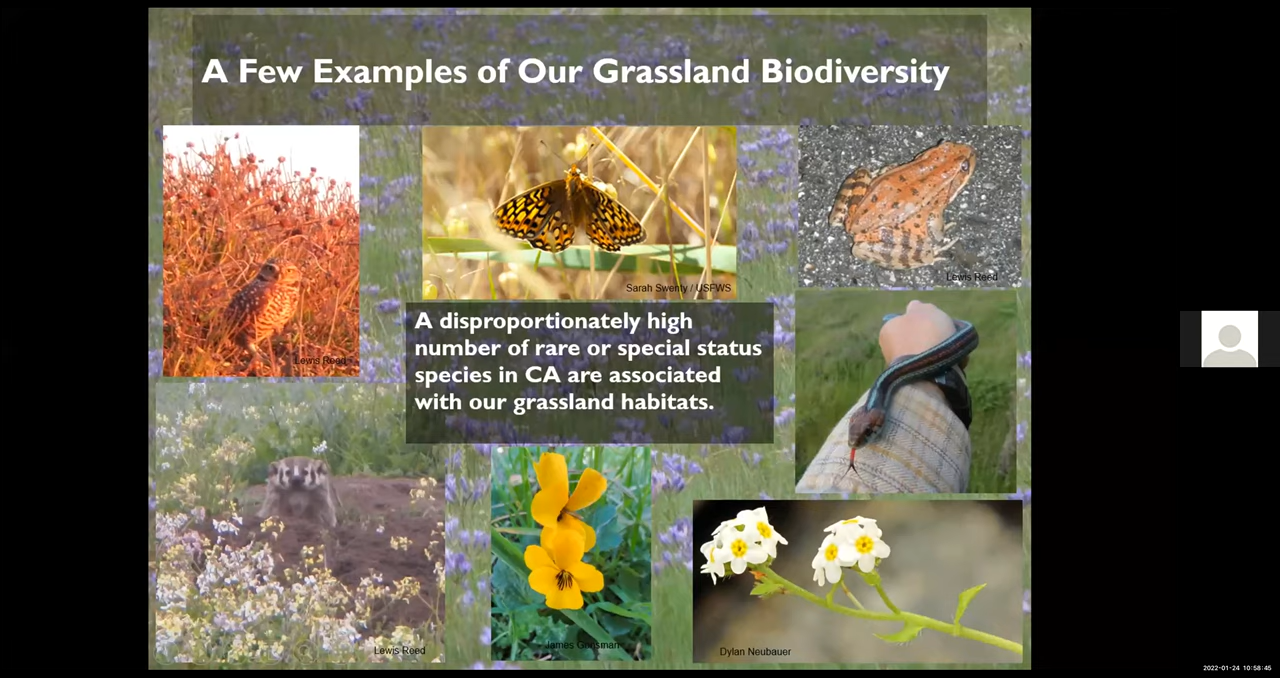 A Few Examples of Our Grassland Biodiversity
Sarah Swenty / USFWS
Lewis Reed
A disproportionately high
number of rare or special status
species in CA are associated
with our grassland habitats.
Lewis Reed
Lewis Reed
James Gaasman
Dylan Neubauer
2022-01-24 10:58:45